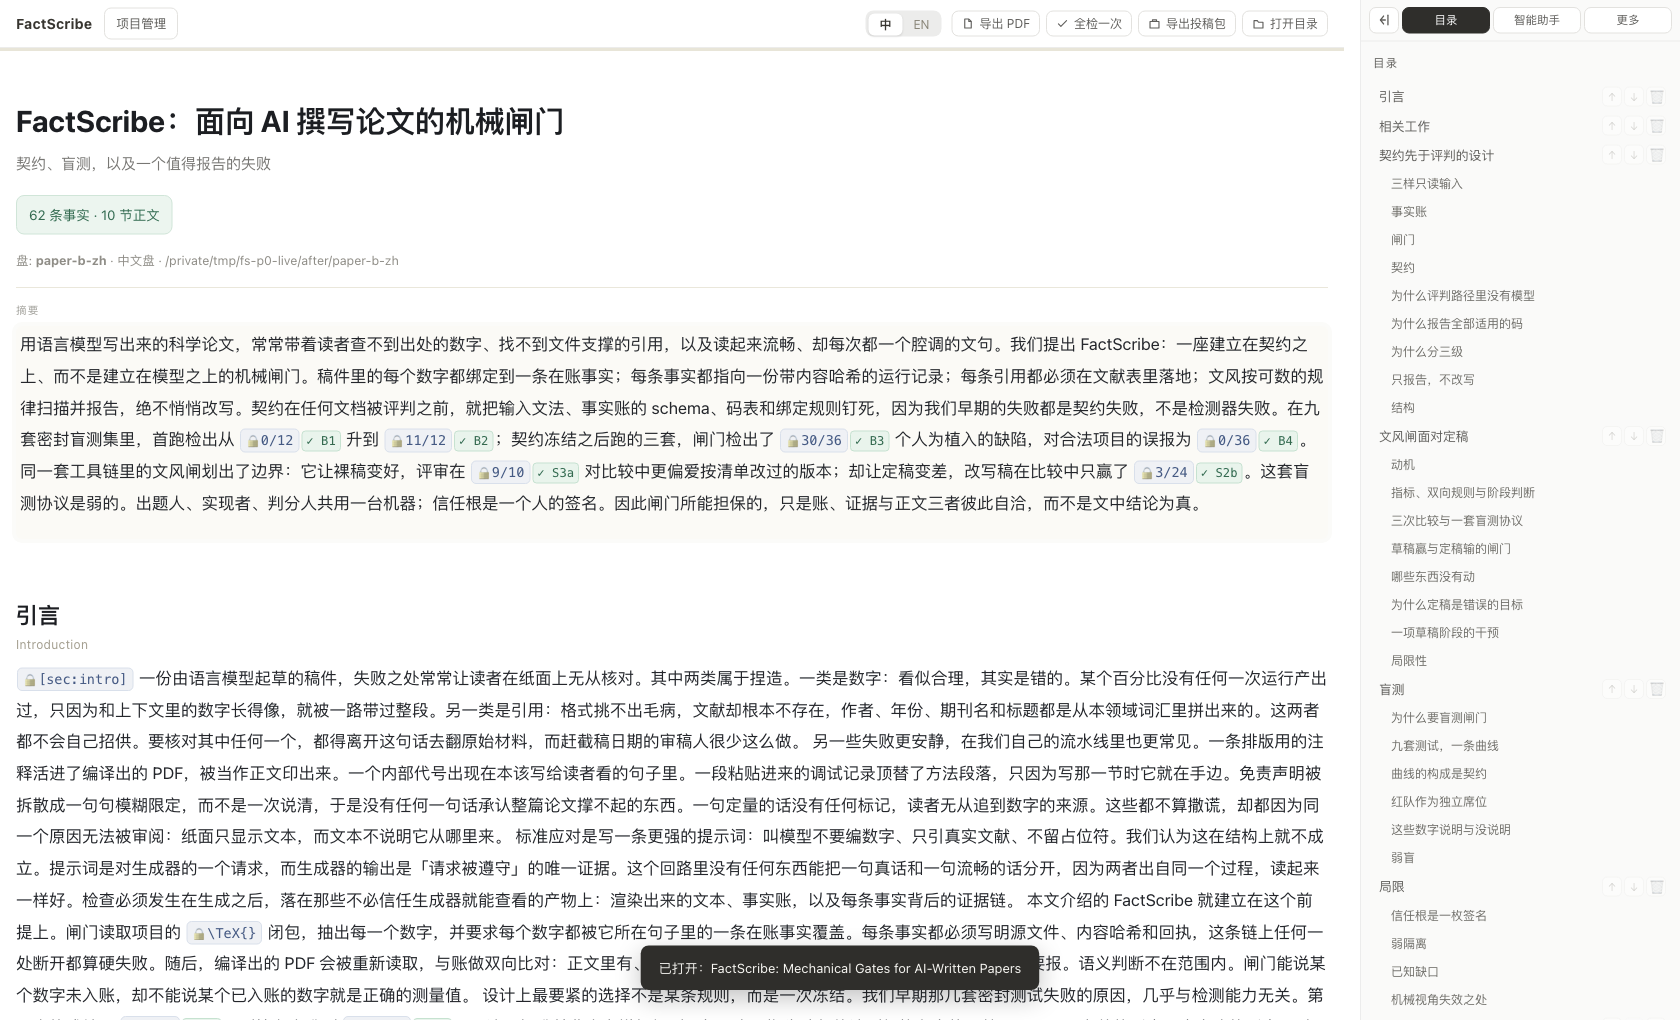 FactScribe
项目管理
中 EN
导出 PDF
全检一次
导出投稿包
打开目录
FactScribe：面向 AI 撰写论文的机械闸门
契约、盲测，以及一个值得报告的失败
62 条事实 · 10 节正文
盘: paper-b-zh · 中文盘 · /private/tmp/fs-p0-live/after/paper-b-zh
摘要
用语言模型写出来的科学论文，常常带着读者查不到出处的数字、找不到文件支撑的引用，以及读起来流畅、却每次都一个腔调的文句。我们提出 FactScribe：一座建立在契约之
上、而不是建立在模型之上的机械闸门。稿件里的每个数字都绑定到一条在账事实；每条事实都指向一份带内容哈希的运行记录；每条引用都必须在文献表里落地；文风按可数的规
律扫描并报告，绝不悄悄改写。契约在任何文档被评判之前，就把输入文法、事实账的 schema、码表和绑定规则钉死，因为我们早期的失败都是契约失败，不是检测器失败。在九
套密封盲测集里，首跑检出从 0/12 ✓ B1 升到 11/12 ✓ B2；契约冻结之后跑的三套，闸门检出了 30/36 ✓ B3 个人为植入的缺陷，对合法项目的误报为 0/36 ✓ B4。
同一套工具链里的文风闸划出了边界：它让裸稿变好，评审在 9/10 ✓ S3a 对比较中更偏爱按清单改过的版本；却让定稿变差，改写稿在比较中只赢了 3/24 ✓ S2b。这套盲
测协议是弱的。出题人、实现者、判分人共用一台机器；信任根是一个人的签名。因此闸门所能担保的，只是账、证据与正文三者彼此自洽，而不是文中结论为真。
引言
Introduction
[sec:intro] 一份由语言模型起草的稿件，失败之处常常让读者在纸面上无从核对。其中两类属于捏造。一类是数字：看似合理，其实是错的。某个百分比没有任何一次运行产出
过，只因为和上下文里的数字长得像，就被一路带过整段。另一类是引用：格式挑不出毛病，文献却根本不存在，作者、年份、期刊名和标题都是从本领域词汇里拼出来的。这两者
都不会自己招供。要核对其中任何一个，都得离开这句话去翻原始材料，而赶截稿日期的审稿人很少这么做。 另一些失败更安静，在我们自己的流水线里也更常见。一条排版用的注
释活进了编译出的 PDF，被当作正文印出来。一个内部代号出现在本该写给读者看的句子里。一段粘贴进来的调试记录顶替了方法段落，只因为写那一节时它就在手边。免责声明被
拆散成一句句模糊限定，而不是一次说清，于是没有任何一句话承认整篇论文撑不起的东西。一句定量的话没有任何标记，读者无从追到数字的来源。这些都不算撒谎，却都因为同
一个原因无法被审阅：纸面只显示文本，而文本不说明它从哪里来。 标准应对是写一条更强的提示词：叫模型不要编数字、只引真实文献、不留占位符。我们认为这在结构上就不成
立。提示词是对生成器的一个请求，而生成器的输出是「请求被遵守」的唯一证据。这个回路里没有任何东西能把一句真话和一句流畅的话分开，因为两者出自同一个过程，读起来
一样好。检查必须发生在生成之后，落在那些不必信任生成器就能查看的产物上：渲染出来的文本、事实账，以及每条事实背后的证据链。 本文介绍的 FactScribe 就建立在这个前
提上。闸门读取项目的 \TeX{} 闭包，抽出每一个数字，并要求每个数字都被它所在句子里的一条在账事实覆盖。每条事实都必须写明源文件、内容哈希和回执，这条链上任何一
处断开都算硬失败。随后，编译出的 PDF 会被重新读取，与账做双向比对：正文里有、
要报。语义判断不在范围内。闸门能说某
个数字未入账，却不能说某个已入账的数字就是正确的测量值。 设计上最要紧的选择不是某条规则，而是一次冻结。我们早期那几套密封测试失败的原因，几乎与检测能力无关。第
已打开：FactScribe: Mechanical Gates for AI-Written Papers
目录
智能助手
更多
目录
引言
相关工作
契约先于评判的设计
三样只读输入
事实账
闸门
契约
为什么评判路径里没有模型
为什么报告全部适用的码
为什么分三级
只报告，不改写
结构
文风闸面对定稿
动机
指标、双向规则与阶段判断
三次比较与一套盲测协议
草稿赢与定稿输的闸门
哪些东西没有动
为什么定稿是错误的目标
一项草稿阶段的干预
局限性
盲测
为什么要盲测闸门
九套测试，一条曲线
曲线的构成是契约
红队作为独立席位
这些数字说明与没说明
弱盲
局限
信任根是一枚签名
弱隔离
已知缺口
机械视角失效之处